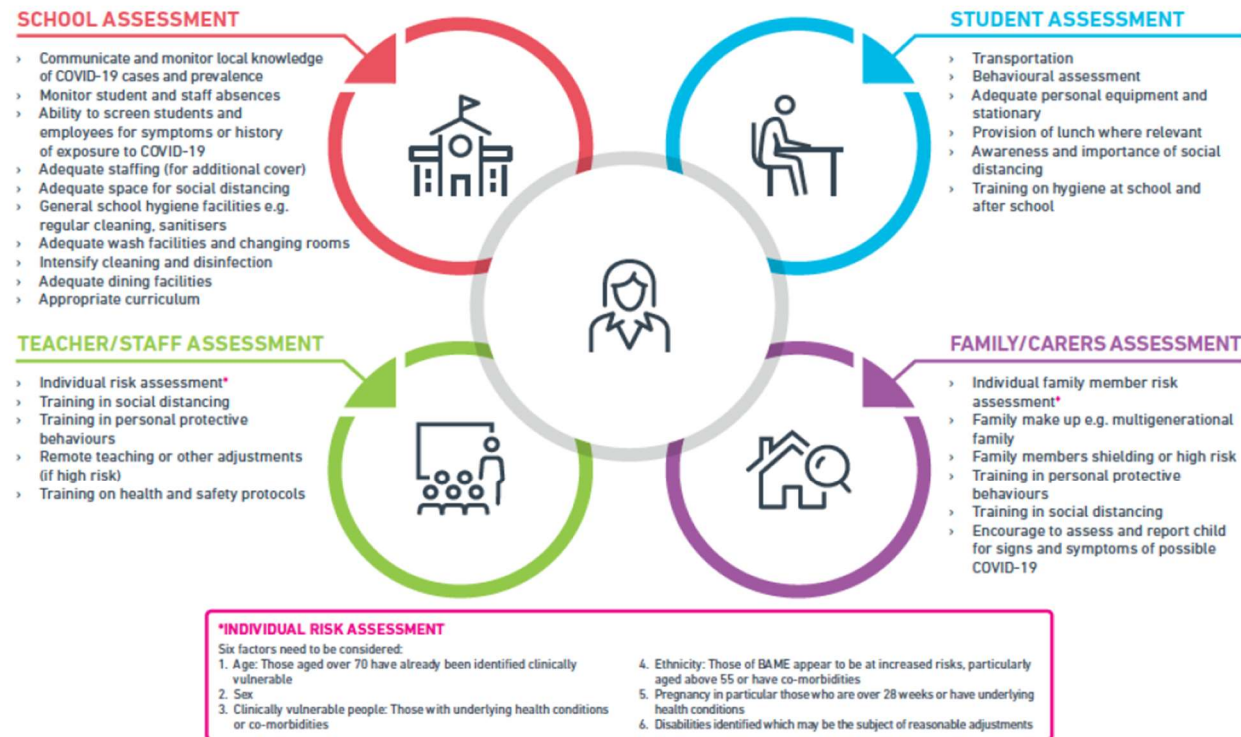 SCHOOL ASSESSMENT
› Communicate and monitor local knowledge
of COVID-19 cases and prevalence
› Monitor student and staff absences
› Ability to screen students and
employees for symptoms or history
of exposure to COVID-19
› Adequate staffing (for additional cover)
› Adequate space for social distancing
› General school hygiene facilities e.g.
regular cleaning, sanitisers
› Adequate wash facilities and changing rooms
› Intensify cleaning and disinfection
› Adequate dining facilities
› Appropriate curriculum
STUDENT ASSESSMENT
› Transportation
› Behavioural assessment
› Adequate personal equipment and
stationary
› Provision of lunch where relevant
› Awareness and importance of social
distancing
› Training on hygiene at school and
after school
TEACHER/STAFF ASSESSMENT
› Individual risk assessment*
› Training in social distancing
› Training in personal protective
behaviours
› Remote teaching or other adjustments
(if high risk)
› Training on health and safety protocols
FAMILY/CARERS ASSESSMENT
› Individual family member risk
assessment*
› Family make up e.g. multigenerational
family
› Family members shielding or high risk
› Training in personal protective
behaviours
› Training in social distancing
› Encourage to assess and report child
for signs and symptoms of possible
COVID-19
*INDIVIDUAL RISK ASSESSMENT
Six factors need to be considered:
1. Age: Those aged over 70 have already been identified clinically
vulnerable
2. Sex
3. Clinically vulnerable people: Those with underlying health conditions
or co-morbidities
4. Ethnicity: Those of BAME appear to be at increased risks, particularly
aged above 55 or have co-morbidities
5. Pregnancy in particular those who are over 28 weeks or have underlying
health conditions
6. Disabilities identified which may be the subject of reasonable adjustments